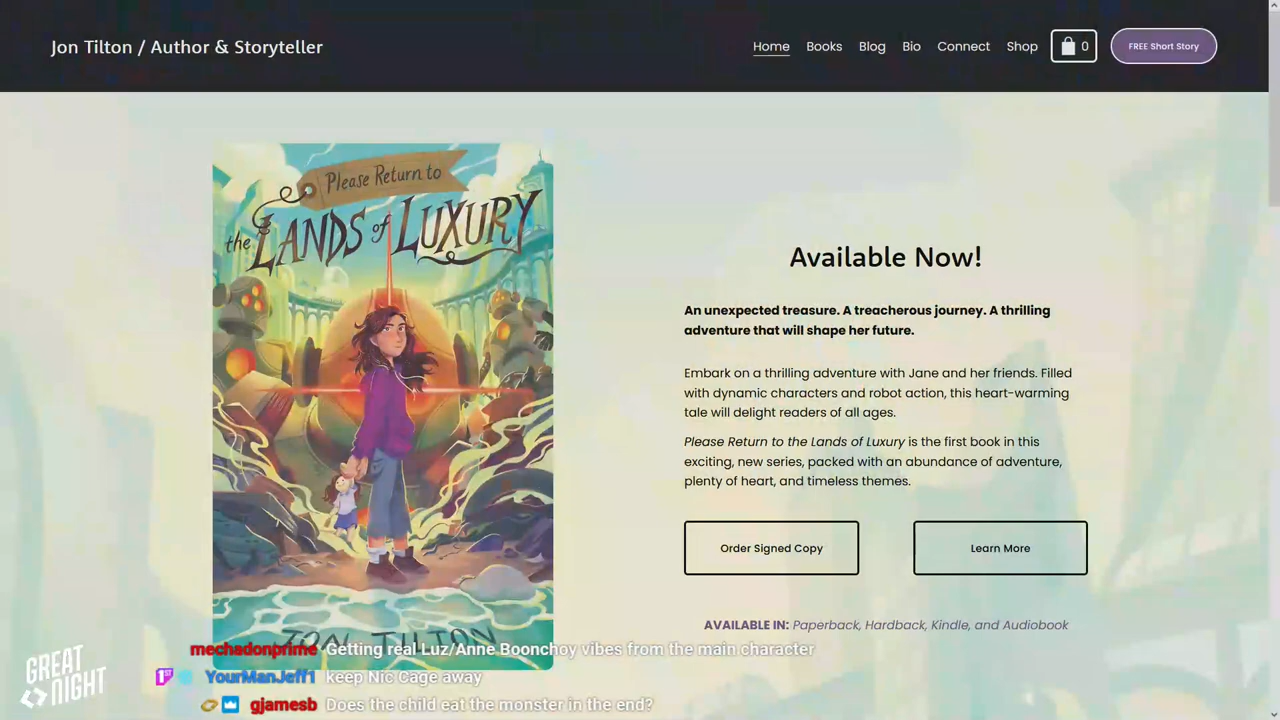 Jon Tilton / Author & Storyteller
Home Books Blog Bio Connect Shop 0 FREE Short Story
Please Return to
the LANDS of LUXURY
JON TILTON
Available Now!
An unexpected treasure. A treacherous journey. A thrilling
adventure that will shape her future.
Embark on a thrilling adventure with Jane and her friends. Filled
with dynamic characters and robot action, this heart-warming
tale will delight readers of all ages.
Please Return to the Lands of Luxury is the first book in this
exciting, new series, packed with an abundance of adventure,
plenty of heart, and timeless themes.
Order Signed Copy Learn More
AVAILABLE IN: Paperback, Hardback, Kindle, and Audiobook
mechadonprime Getting real Luz/Anne Boonchoy vibes from the main character
1ST YourManJeff1 keep Nic Cage away
gjamesb Does the child eat the monster in the end?
GREAT
NIGHT